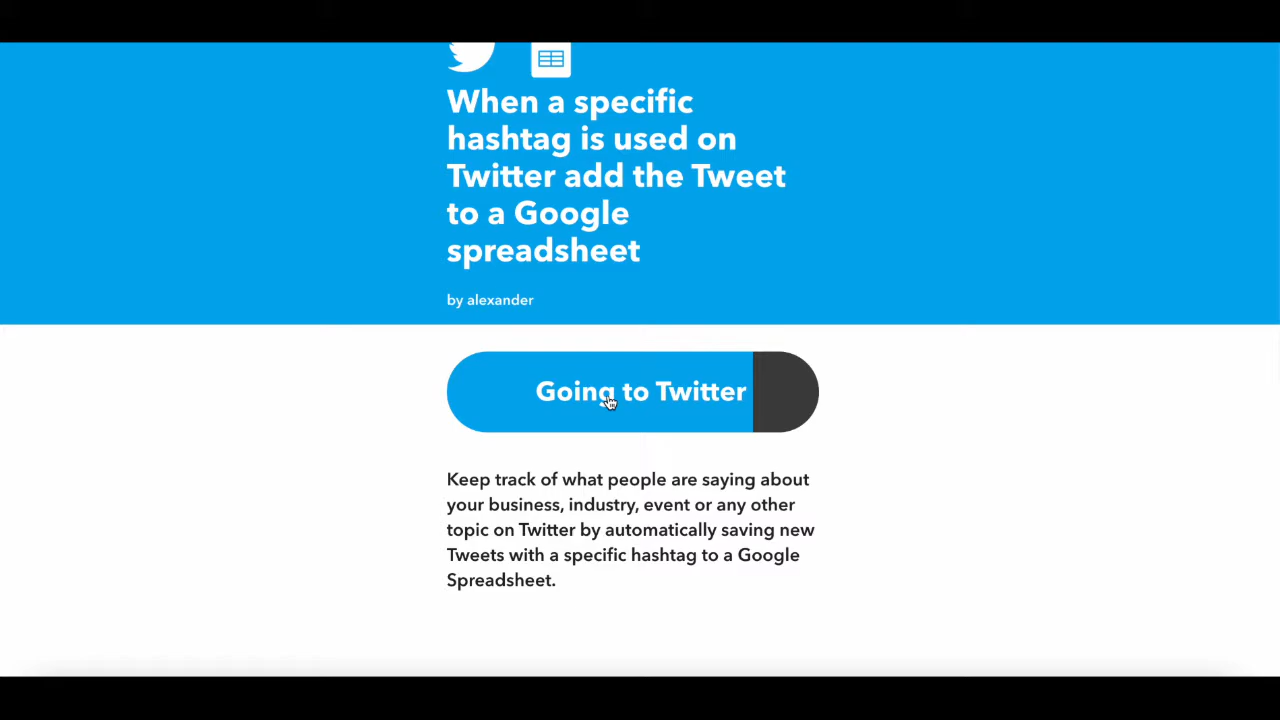 When a specific
hashtag is used on
Twitter add the Tweet
to a Google
spreadsheet
by alexander
Going to Twitter
Keep track of what people are saying about
your business, industry, event or any other
topic on Twitter by automatically saving new
Tweets with a specific hashtag to a Google
Spreadsheet.